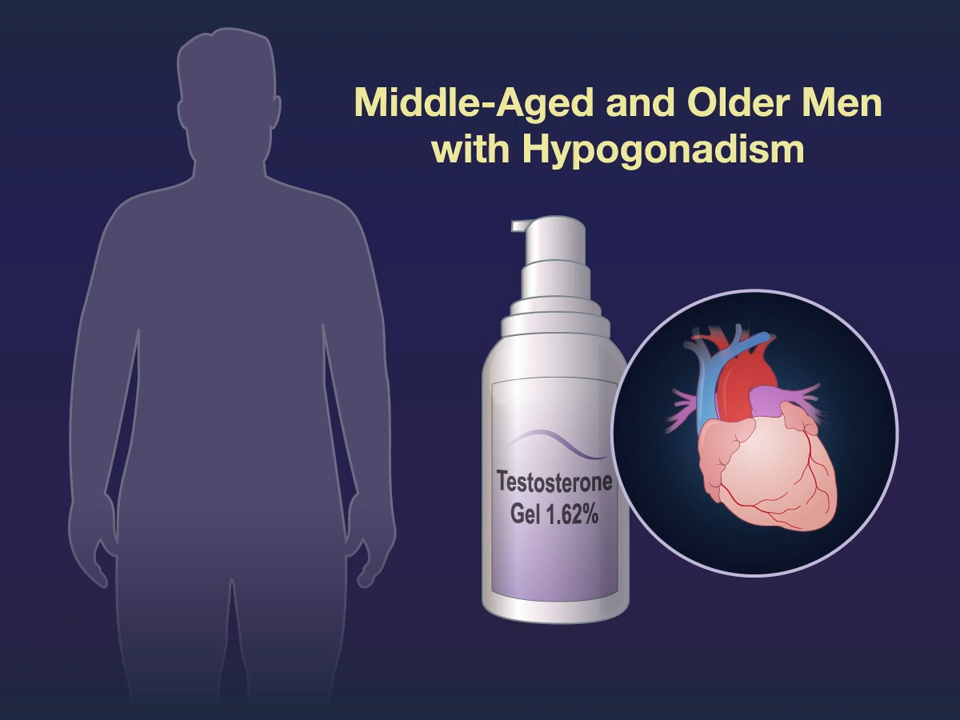 Middle-Aged and Older Men
with Hypogonadism
Testosterone
Gel 1.62%